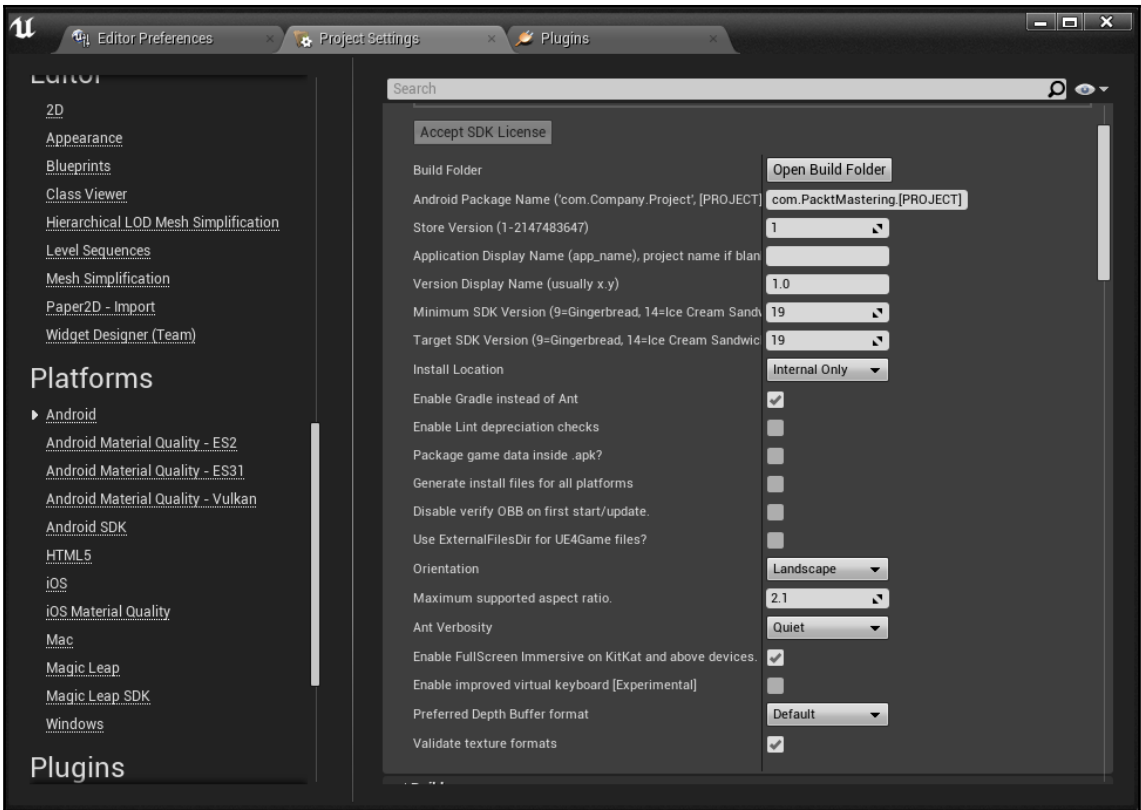 Editor Preferences
Project Settings
Plugins
Editor
2D
Appearance
Blueprints
Class Viewer
Hierarchical LOD Mesh Simplification
Level Sequences
Mesh Simplification
Paper2D - Import
Widget Designer (Team)
Platforms
Android
Android Material Quality - ES2
Android Material Quality - ES31
Android Material Quality - Vulkan
Android SDK
HTML5
iOS
iOS Material Quality
Mac
Magic Leap
Magic Leap SDK
Windows
Plugins
Search
Accept SDK License
Build Folder Open Build Folder
Android Package Name ('com.Company.Project', [PROJECT] com.PacktMastering.[PROJECT]
Store Version (1-2147483647) 1
Application Display Name (app_name), project name if blan
Version Display Name (usually x.y) 1.0
Minimum SDK Version (9=Gingerbread, 14=Ice Cream Sandw 19
Target SDK Version (9=Gingerbread, 14=Ice Cream Sandwic 19
Install Location Internal Only
Enable Gradle instead of Ant
Enable Lint depreciation checks
Package game data inside .apk?
Generate install files for all platforms
Disable verify OBB on first start/update.
Use ExternalFilesDir for UE4Game files?
Orientation Landscape
Maximum supported aspect ratio. 2.1
Ant Verbosity Quiet
Enable FullScreen Immersive on KitKat and above devices.
Enable improved virtual keyboard [Experimental]
Preferred Depth Buffer format Default
Validate texture formats